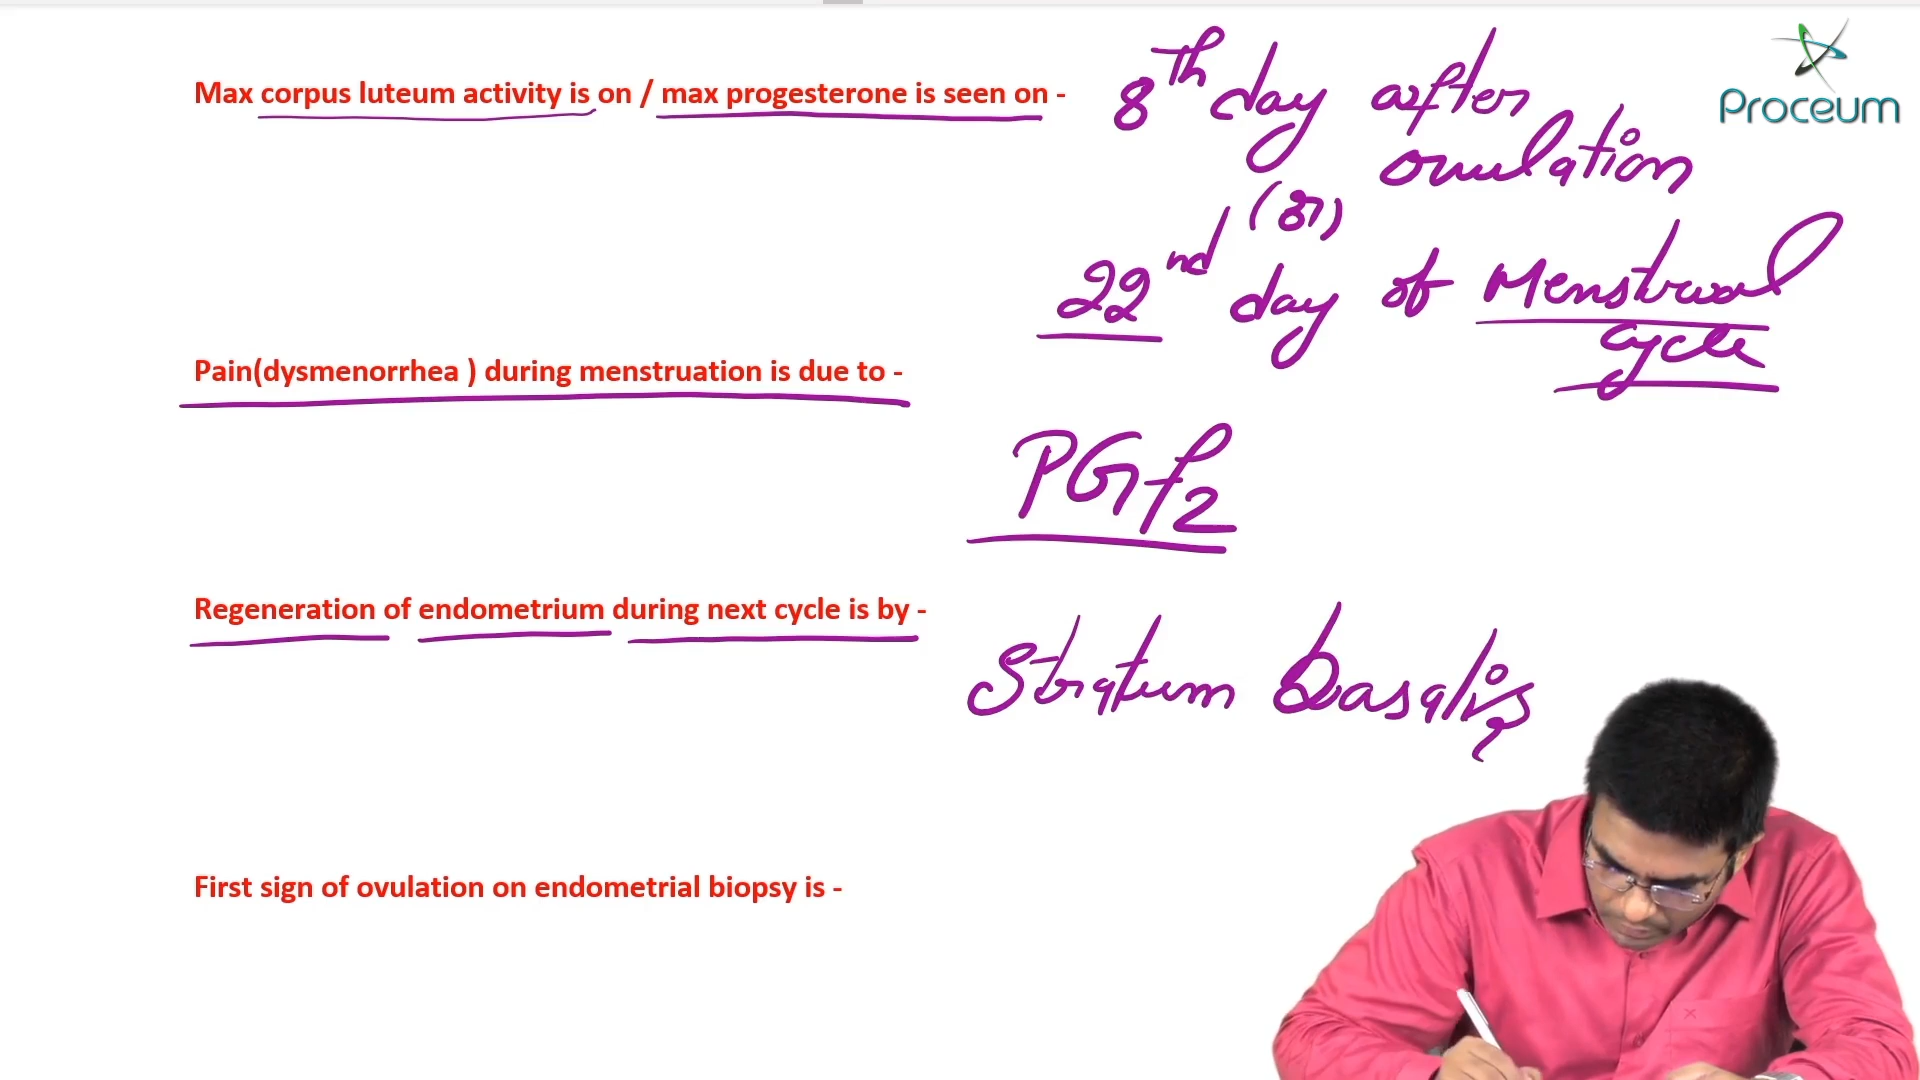 Proceum
Max corpus luteum activity is on / max progesterone is seen on -
8th day after
ovulation
(or)
22nd day of Menstrual
cycle
Pain(dysmenorrhea ) during menstruation is due to -
PGF2
Regeneration of endometrium during next cycle is by -
Stratum basalis
First sign of ovulation on endometrial biopsy is -